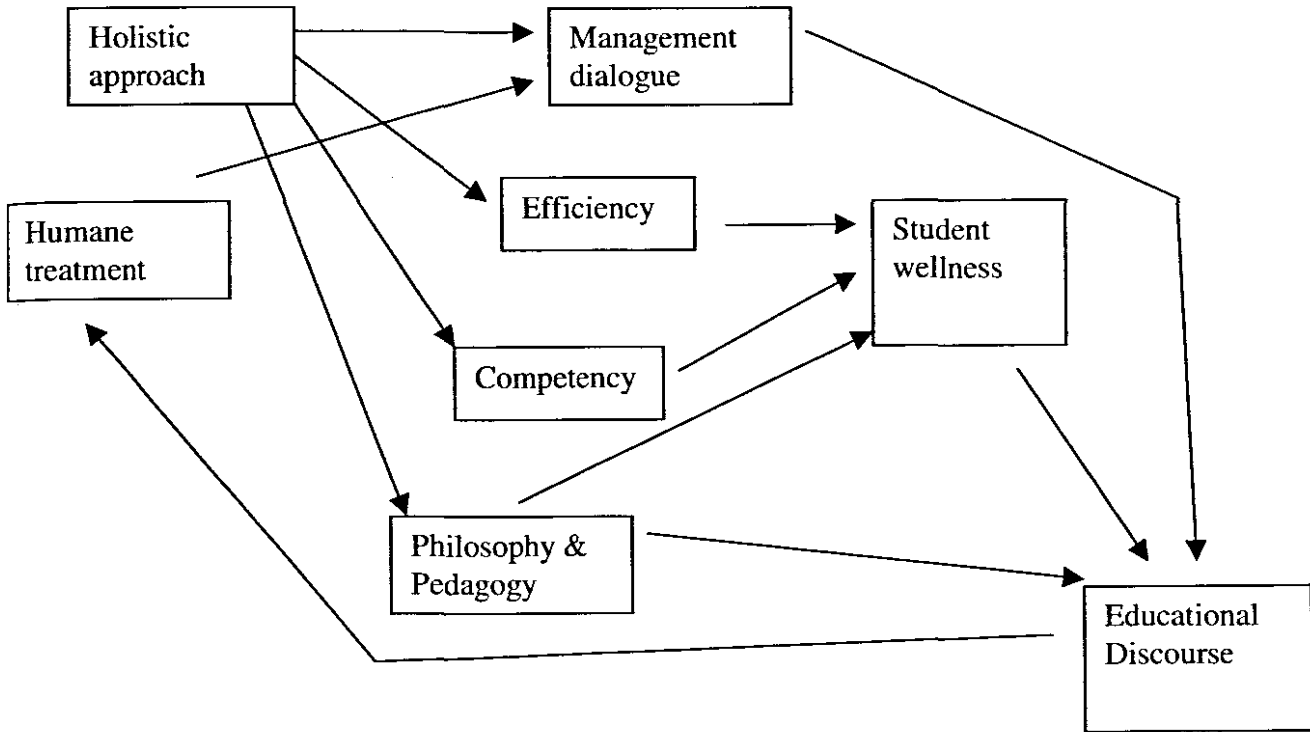 Holistic
approach
Management
dialogue
Efficiency
Humane
treatment
Student
wellness
Competency
Philosophy &
Pedagogy
Educational
Discourse